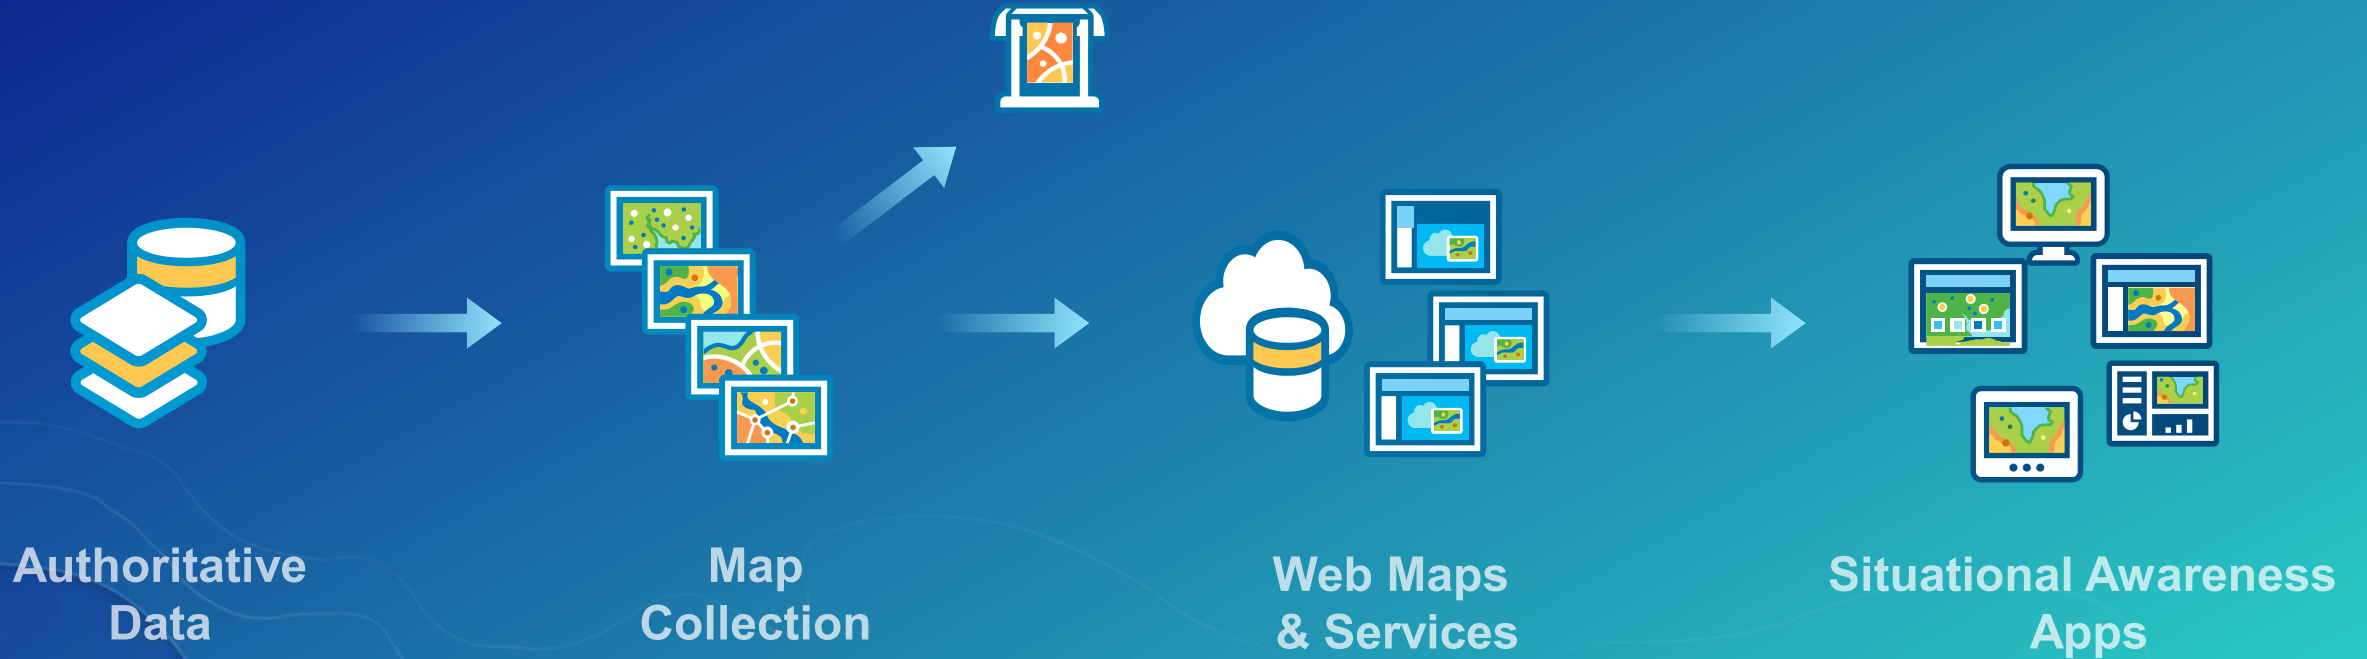 Authoritative
Data
Map
Collection
Web Maps
& Services
Situational Awareness
Apps